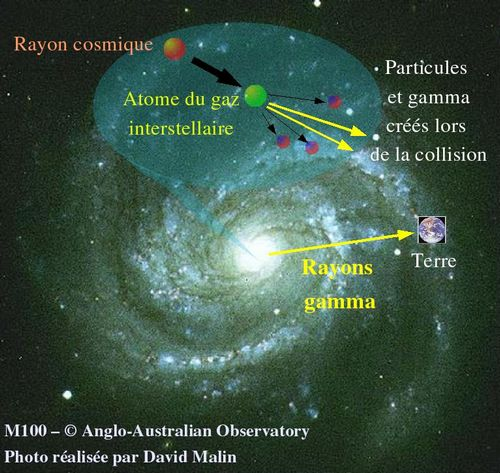 Rayon cosmique
Atome du gaz
interstellaire
Particules
et gamma
créés lors
de la collision
Terre
Rayons
gamma
M100 – © Anglo-Australian Observatory
Photo réalisée par David Malin